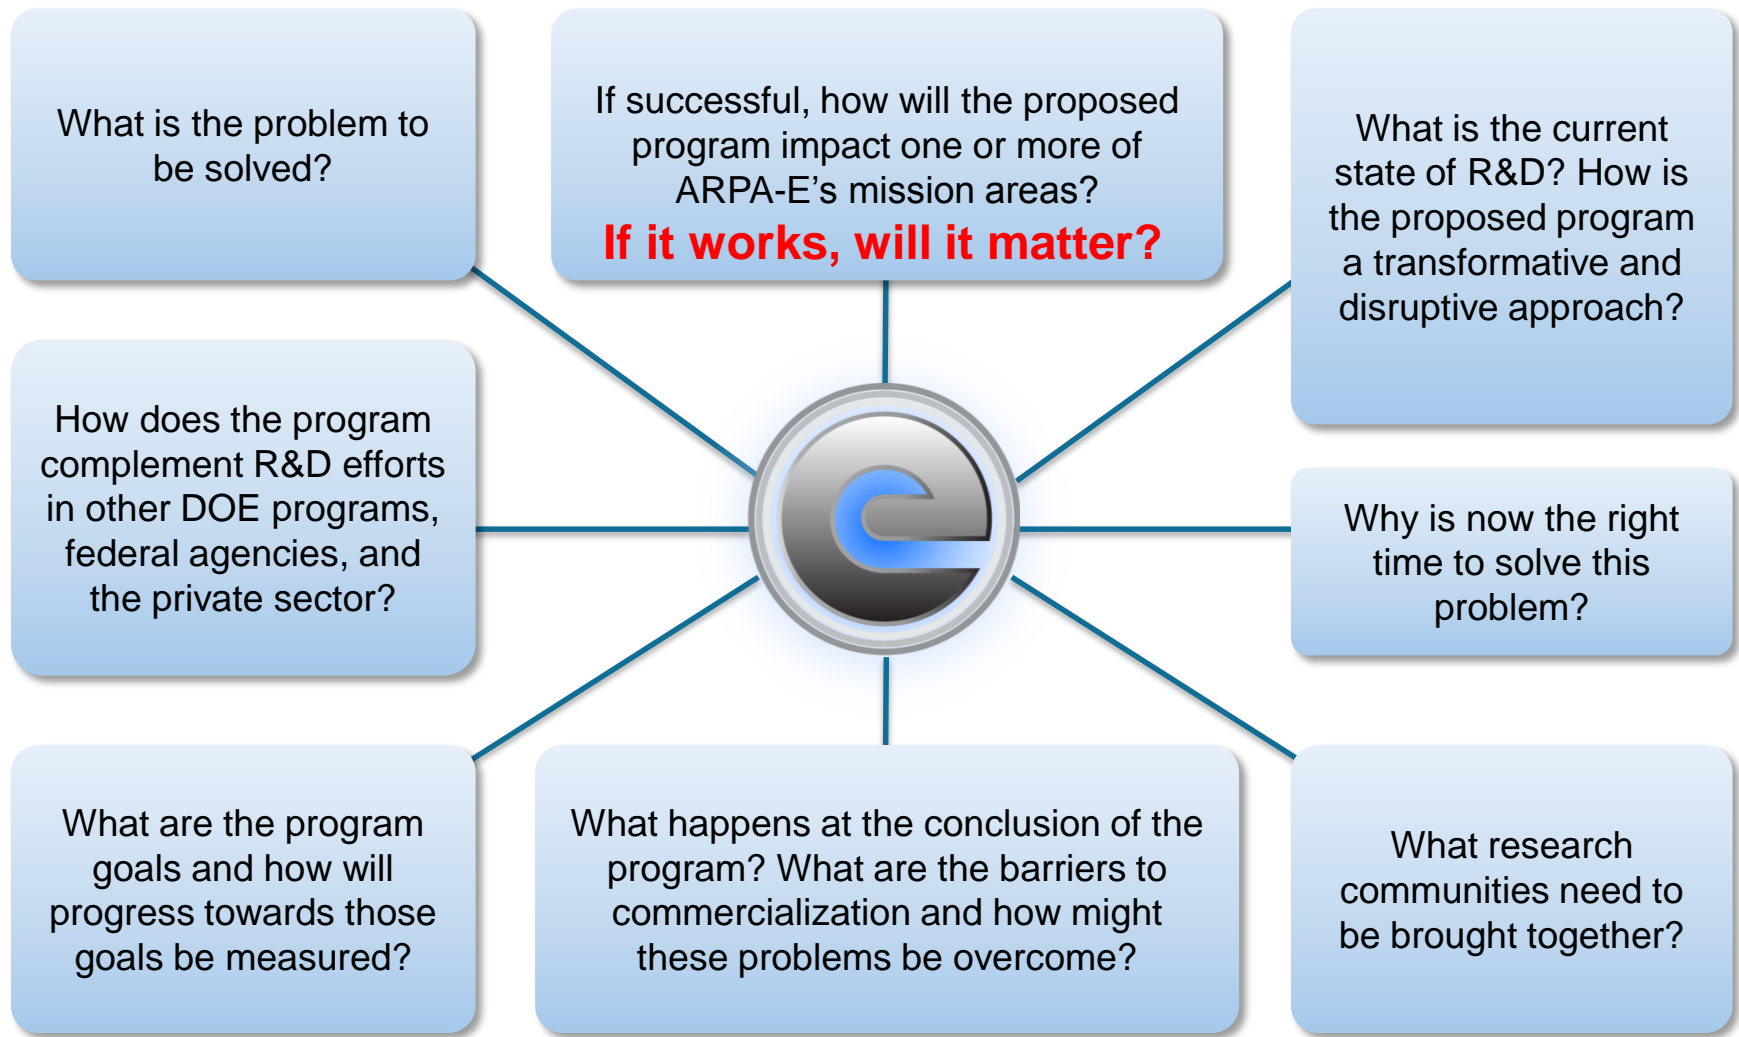 What is the problem to
be solved?
If successful, how will the proposed
program impact one or more of
ARPA-E’s mission areas?
If it works, will it matter?
What is the current
state of R&D? How is
the proposed program
a transformative and
disruptive approach?
How does the program
complement R&D efforts
in other DOE programs,
federal agencies, and
the private sector?
Why is now the right
time to solve this
problem?
What are the program
goals and how will
progress towards those
goals be measured?
What happens at the conclusion of the
program? What are the barriers to
commercialization and how might
these problems be overcome?
What research
communities need to
be brought together?